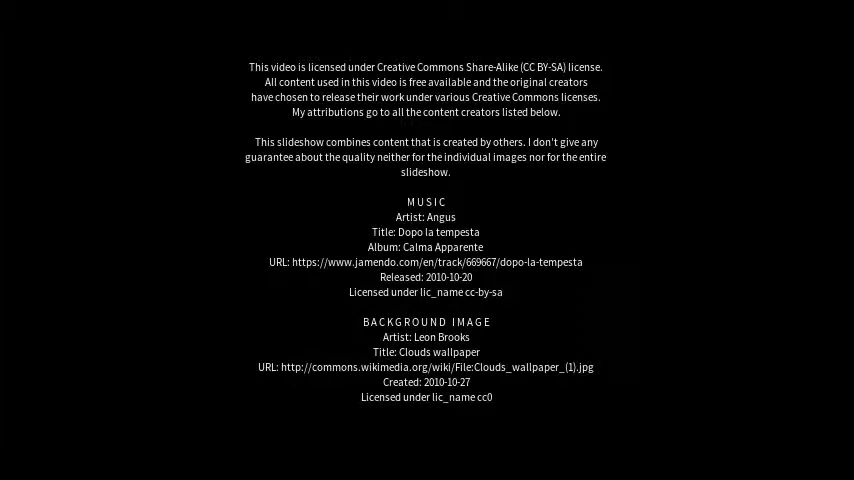 This video is licensed under Creative Commons Share-Alike (CC BY-SA) license.
All content used in this video is free available and the original creators
have chosen to release their work under various Creative Commons licenses.
My attributions go to all the content creators listed below.
This slideshow combines content that is created by others. I don't give any
guarantee about the quality neither for the individual images nor for the entire
slideshow.
MUSIC
Artist: Angus
Title: Dopo la tempesta
Album: Calma Apparente
URL: https://www.jamendo.com/en/track/669667/dopo-la-tempesta
Released: 2010-10-20
Licensed under lic_name cc-by-sa
BACKGROUND IMAGE
Artist: Leon Brooks
Title: Clouds wallpaper
URL: http://commons.wikimedia.org/wiki/File:Clouds_wallpaper_(1).jpg
Created: 2010-10-27
Licensed under lic_name cc0